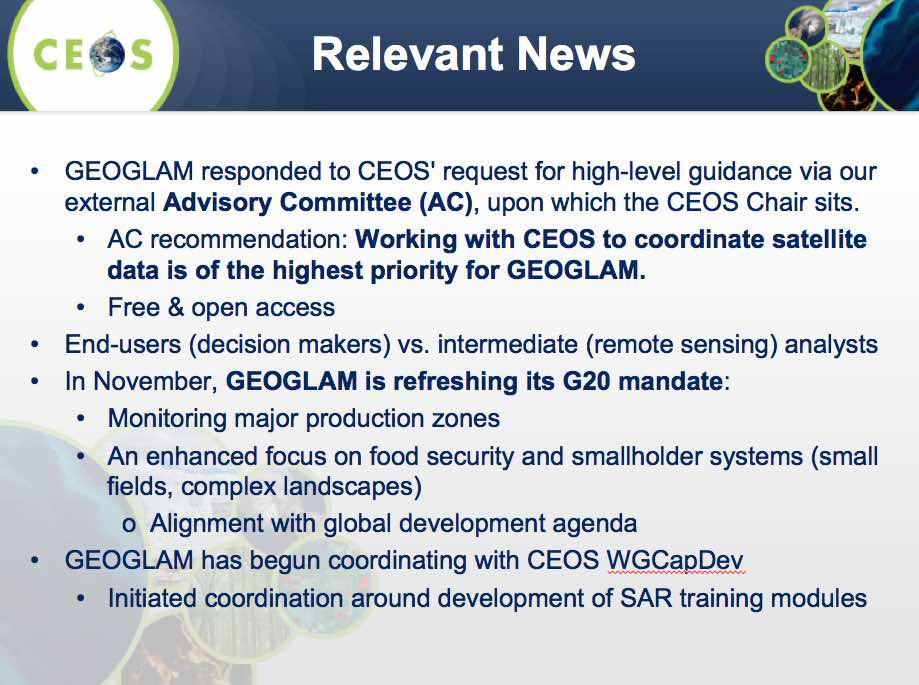 CEOS
Relevant News
• GEOGLAM responded to CEOS' request for high-level guidance via our
external Advisory Committee (AC), upon which the CEOS Chair sits.
• AC recommendation: Working with CEOS to coordinate satellite
data is of the highest priority for GEOGLAM.
• Free & open access
• End-users (decision makers) vs. intermediate (remote sensing) analysts
• In November, GEOGLAM is refreshing its G20 mandate:
• Monitoring major production zones
• An enhanced focus on food security and smallholder systems (small
fields, complex landscapes)
o Alignment with global development agenda
• GEOGLAM has begun coordinating with CEOS WGCapDev
• Initiated coordination around development of SAR training modules